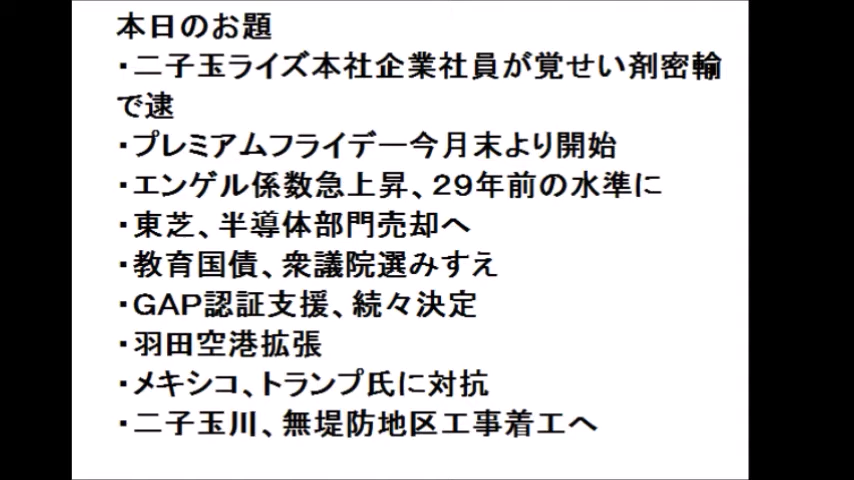 本日のお題
・二子玉ライズ本社企業社員が覚せい剤密輸
で逮
・プレミアムフライデー今月末より開始
・エンゲル係数急上昇、29年前の水準に
・東芝、半導体部門売却へ
・教育国債、衆議院選みすえ
・GAP認証支援、続々決定
・羽田空港拡張
・メキシコ、トランプ氏に対抗
・二子玉川、無堤防地区工事着工へ